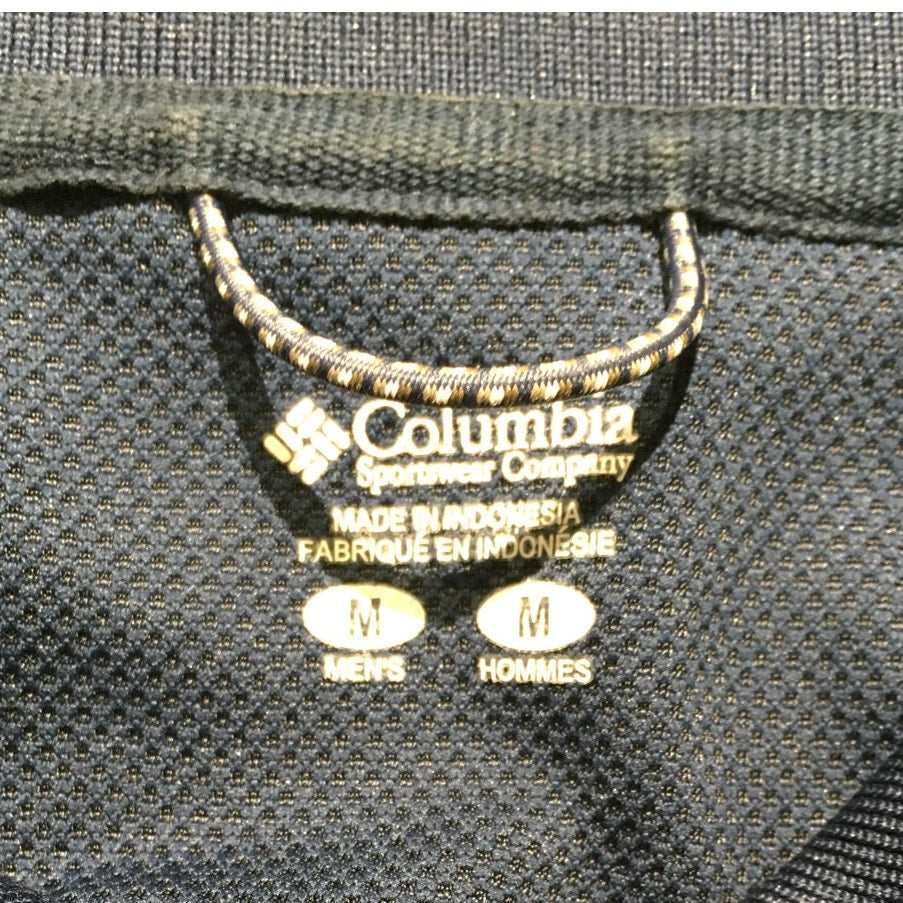 Columbia
Sportswear Company
MADE IN INDONESIA
FABRIQUÉ EN INDONÉSIE
M M
MEN'S HOMMES